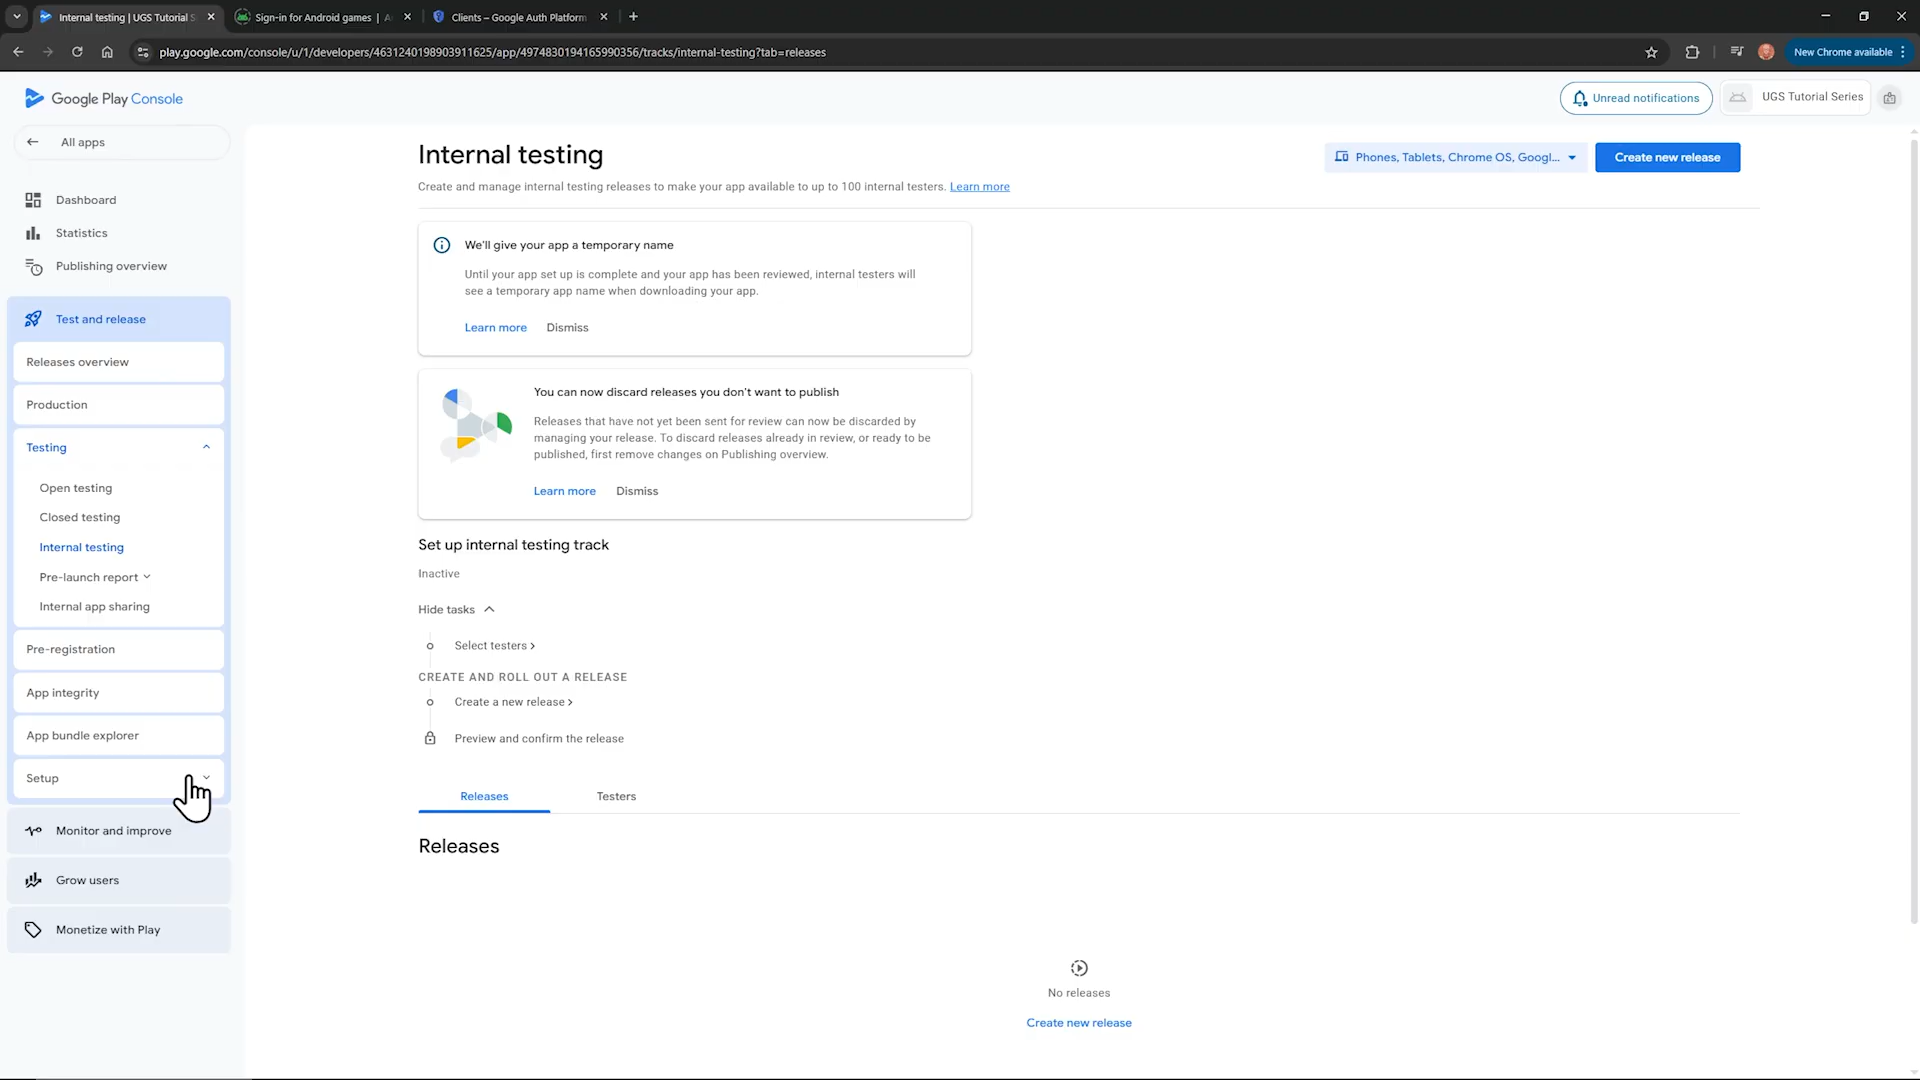 Internal testing | UGS Tutorial S
Sign-in for Android games | A
Clients – Google Auth Platform
play.google.com/console/u/1/developers/4631240198903911625/app/4974830194165990356/tracks/internal-testing?tab=releases
New Chrome available
Google Play Console
Unread notifications
UGS Tutorial Series
All apps
Dashboard
Statistics
Publishing overview
Test and release
Releases overview
Production
Testing
Open testing
Closed testing
Internal testing
Pre-launch report
Internal app sharing
Pre-registration
App integrity
App bundle explorer
Setup
Monitor and improve
Grow users
Monetize with Play
Internal testing
Phones, Tablets, Chrome OS, Googl...
Create new release
Create and manage internal testing releases to make your app available to up to 100 internal testers. Learn more
We'll give your app a temporary name
Until your app set up is complete and your app has been reviewed, internal testers will
see a temporary app name when downloading your app.
Learn more Dismiss
You can now discard releases you don't want to publish
Releases that have not yet been sent for review can now be discarded by
managing your release. To discard releases already in review, or ready to be
published, first remove changes on Publishing overview.
Learn more Dismiss
Set up internal testing track
Inactive
Hide tasks
Select testers
CREATE AND ROLL OUT A RELEASE
Create a new release
Preview and confirm the release
Releases Testers
Releases
No releases
Create new release